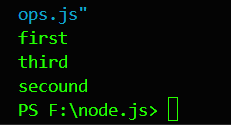 ops.js"
first
third
secound
PS F:\node.js>